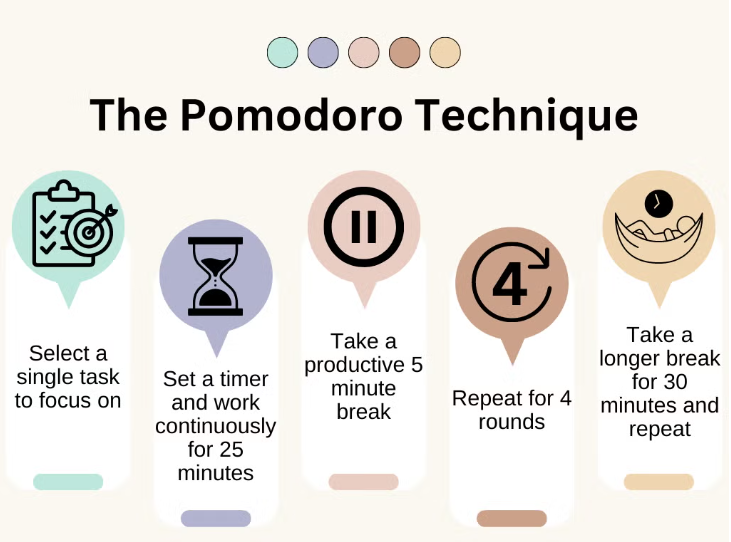 The Pomodoro Technique
Select a
single task
to focus on
Set a timer
and work
continuously
for 25
minutes
Take a
productive 5
minute
break
4
Repeat for 4
rounds
Take a
longer break
for 30
minutes and
repeat